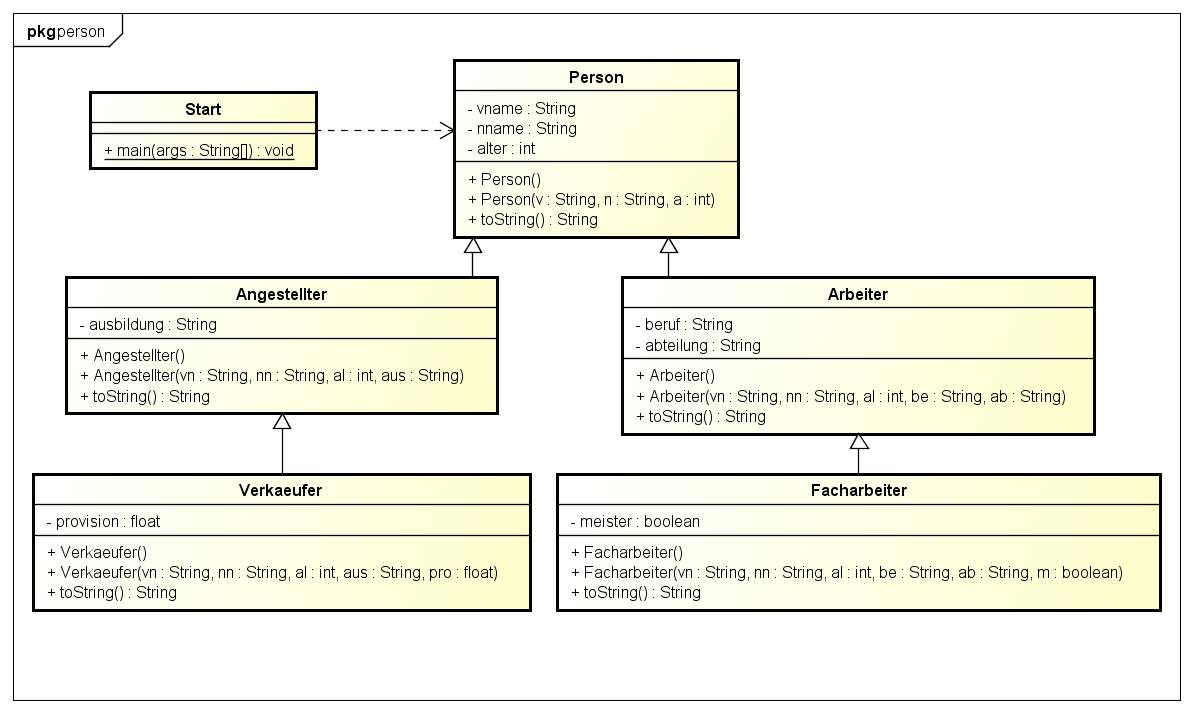 pkg person
Start
+ main(args : String[]) : void
Person
- vname : String
- nname : String
- alter : int
+ Person()
+ Person(v : String, n : String, a : int)
+ toString() : String
Angestellter
- ausbildung : String
+ Angestellter()
+ Angestellter(vn : String, nn : String, al : int, aus : String)
+ toString() : String
Arbeiter
- beruf : String
- abteilung : String
+ Arbeiter()
+ Arbeiter(vn : String, nn : String, al : int, be : String, ab : String)
+ toString() : String
Verkaeufer
- provision : float
+ Verkaeufer()
+ Verkaeufer(vn : String, nn : String, al : int, aus : String, pro : float)
+ toString() : String
Facharbeiter
- meister : boolean
+ Facharbeiter()
+ Facharbeiter(vn : String, nn : String, al : int, be : String, ab : String, m : boolean)
+ toString() : String